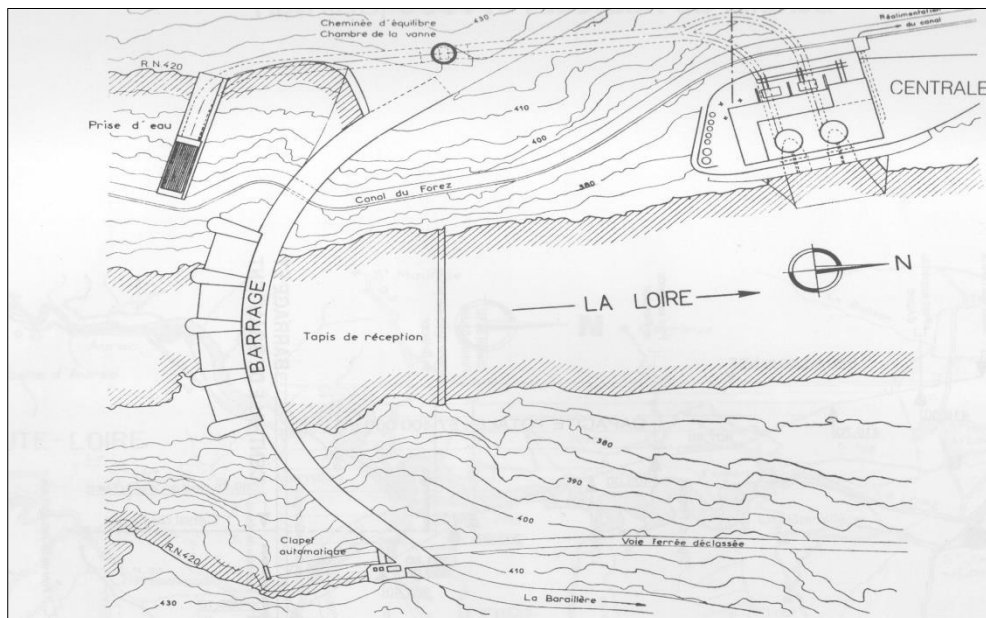 Cheminée d'équilibre
Chambre de la vanne
430
Réalimentation
du canal
R.N.420
CENTRALE
410
Prise d'eau
400
Canal du Forez
380
N
LA LOIRE
BARRAGE
Tapis de réception
380
390
400
Clapet
automatique
Voie ferrée déclassée
R.N.420
410
430
La Baraillère